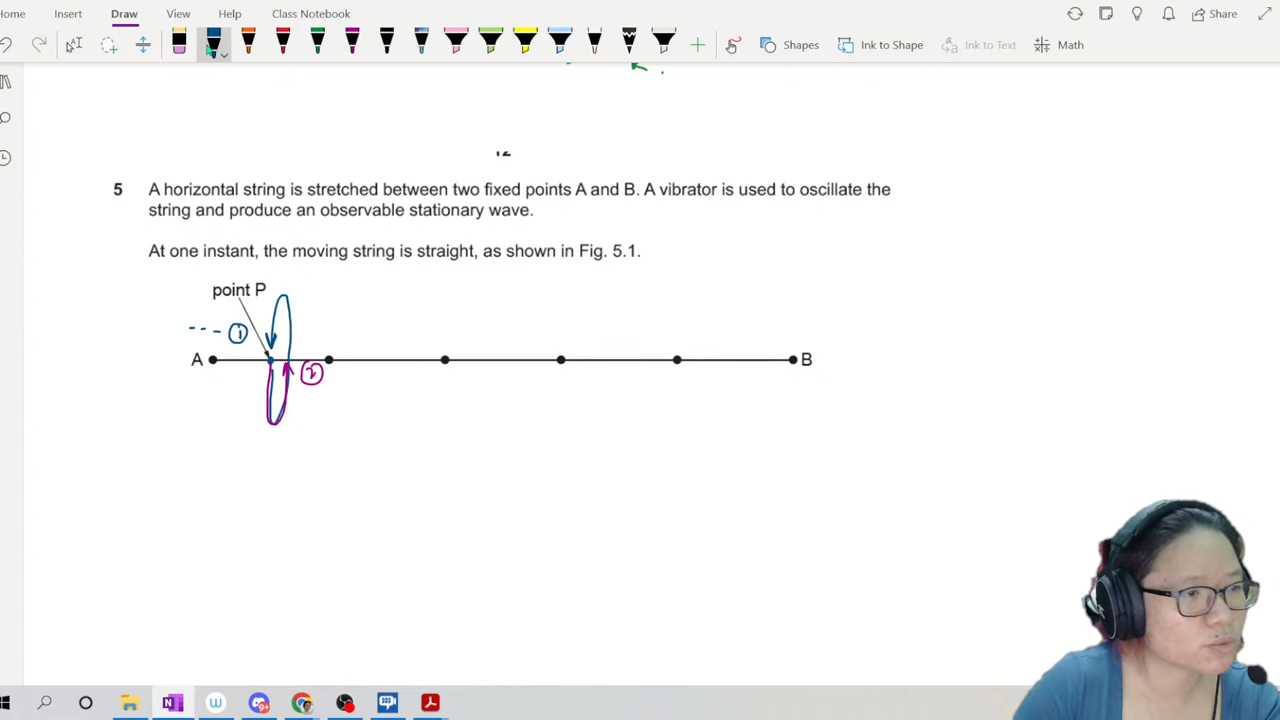 Home Insert Draw View Help Class Notebook Share
Shapes Ink to Shape Ink to Text Math
12
5 A horizontal string is stretched between two fixed points A and B. A vibrator is used to oscillate the
string and produce an observable stationary wave.
At one instant, the moving string is straight, as shown in Fig. 5.1.
point P
1
A B
2